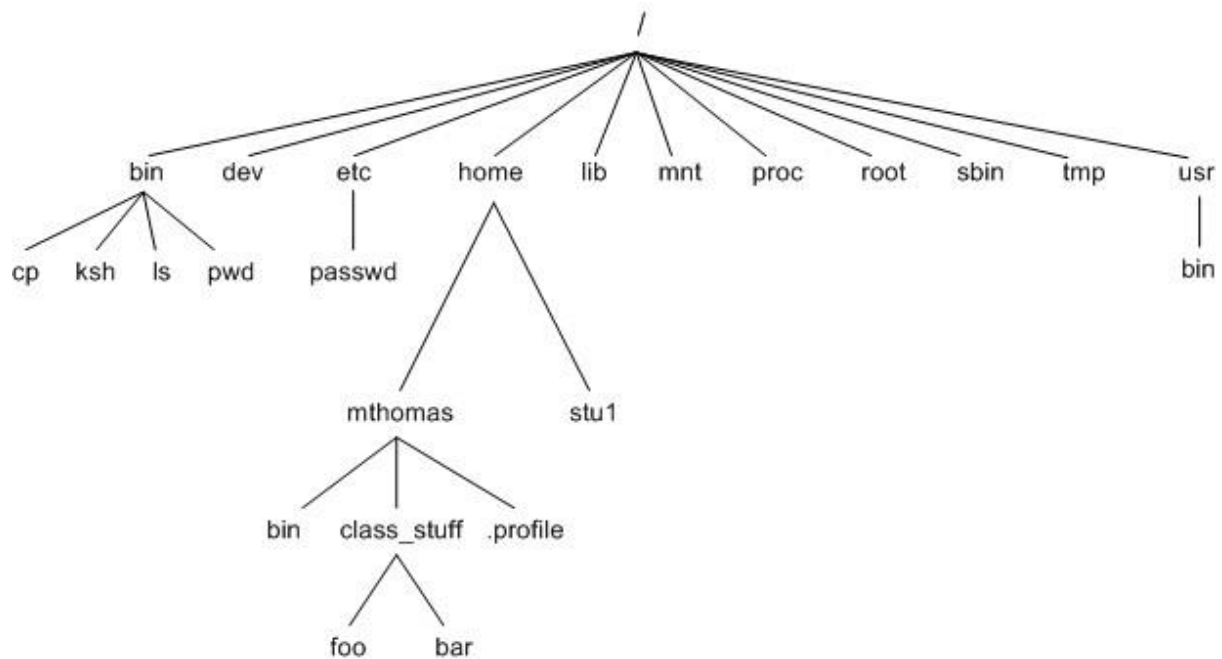 /
bin dev etc home lib mnt proc root sbin tmp usr
cp ksh ls pwd passwd bin
mthomas stu1
bin class_stuff .profile
foo bar